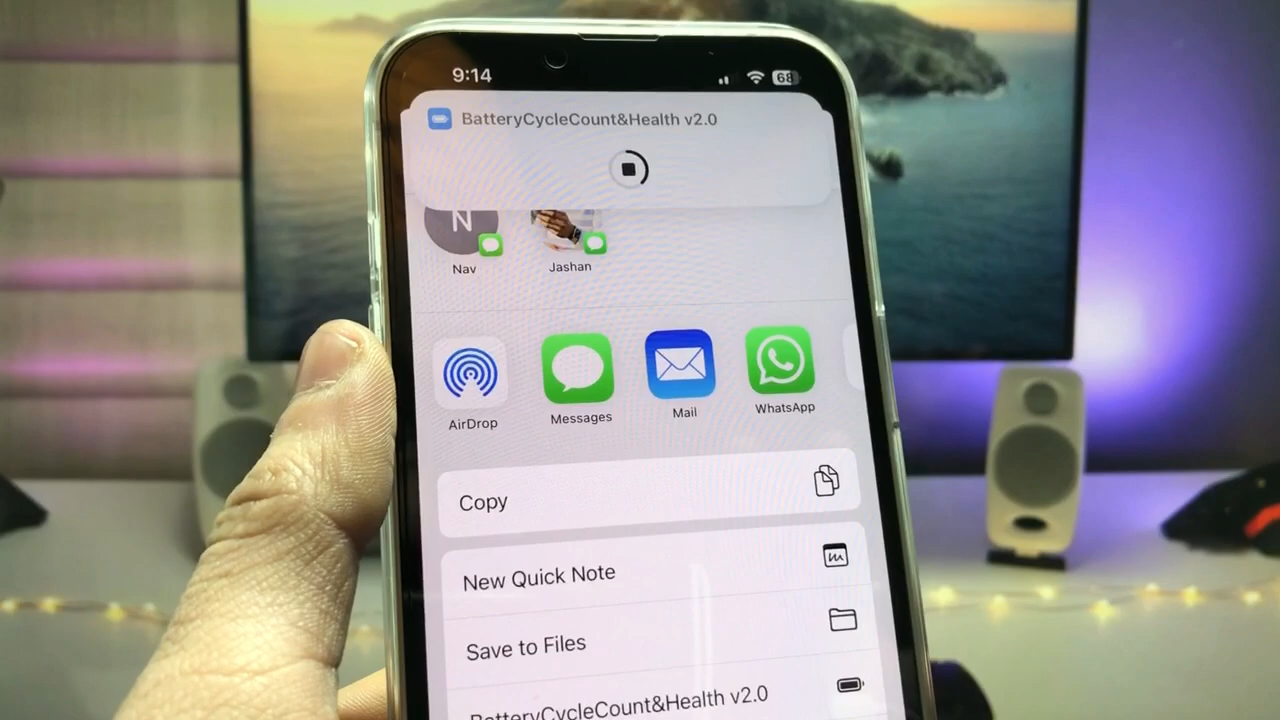 9:14
68
BatteryCycleCount&Health v2.0
N
Nav
Jashan
AirDrop
Messages
Mail
WhatsApp
Copy
New Quick Note
Save to Files
BatteryCycleCount&Health v2.0